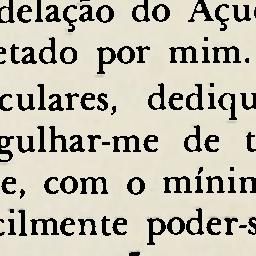 delação do Açu
etado por mim.
culares, dediqu
gulhar-me de t
e, com o mínim
cilmente poder-s